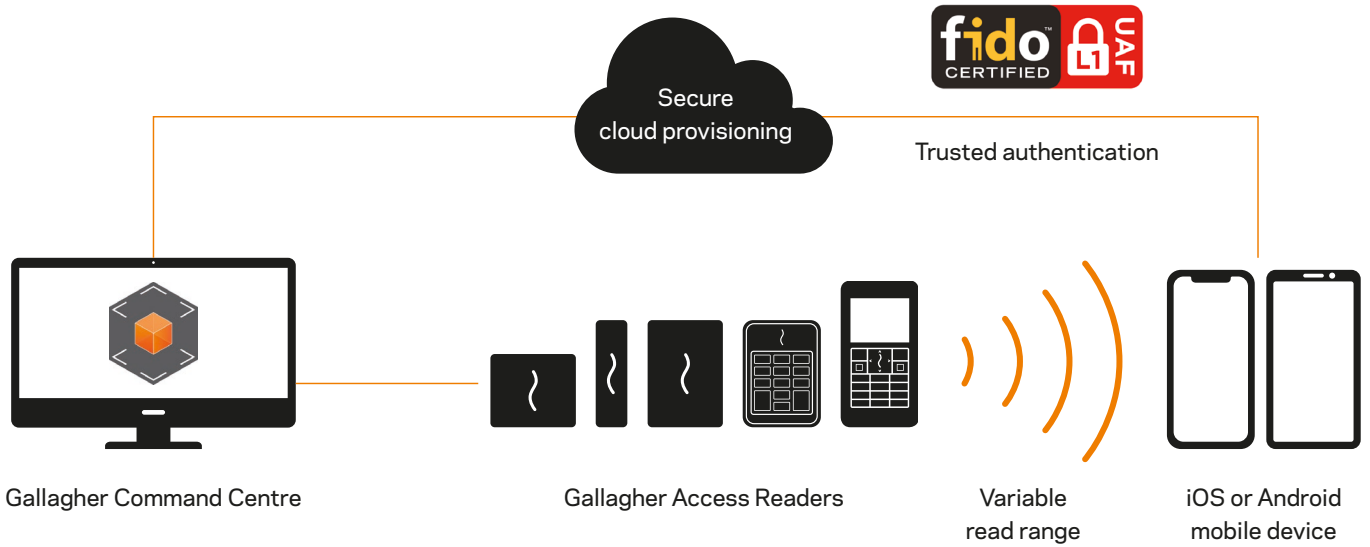 fido™
CERTIFIED
L1
UAF
Secure
cloud provisioning
Trusted authentication
Gallagher Command Centre
Gallagher Access Readers
Variable
read range
iOS or Android
mobile device